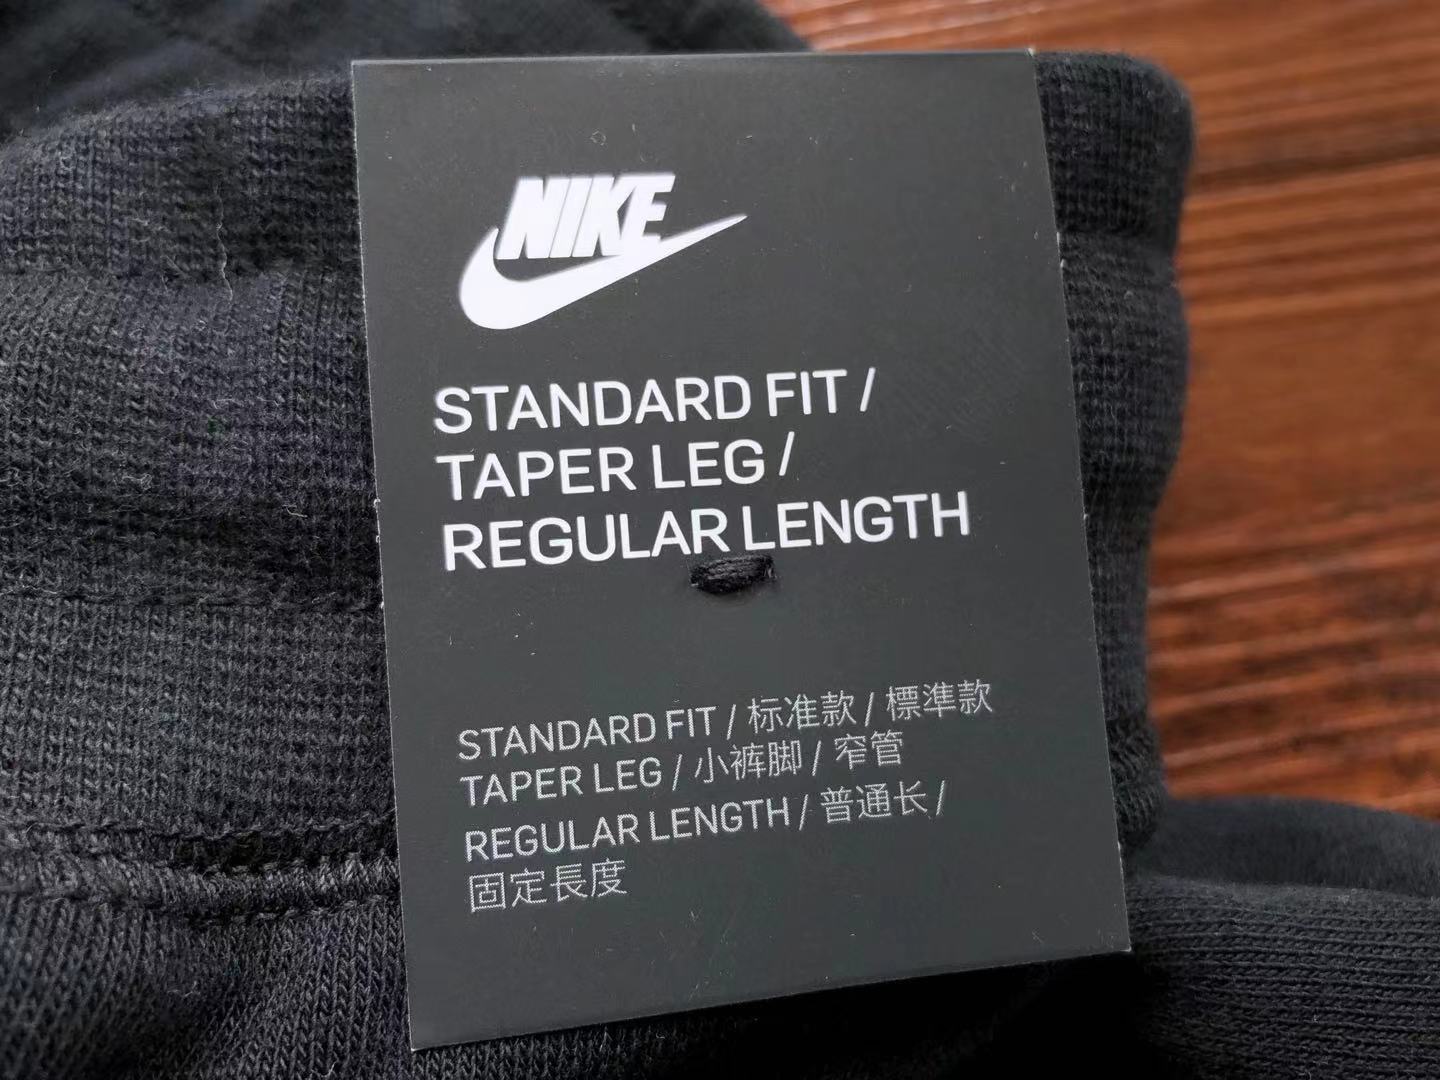 NIKE
STANDARD FIT /
TAPER LEG /
REGULAR LENGTH
STANDARD FIT / 标准款 / 標準款
TAPER LEG / 小裤脚 / 窄管
REGULAR LENGTH / 普通长 /
固定長度